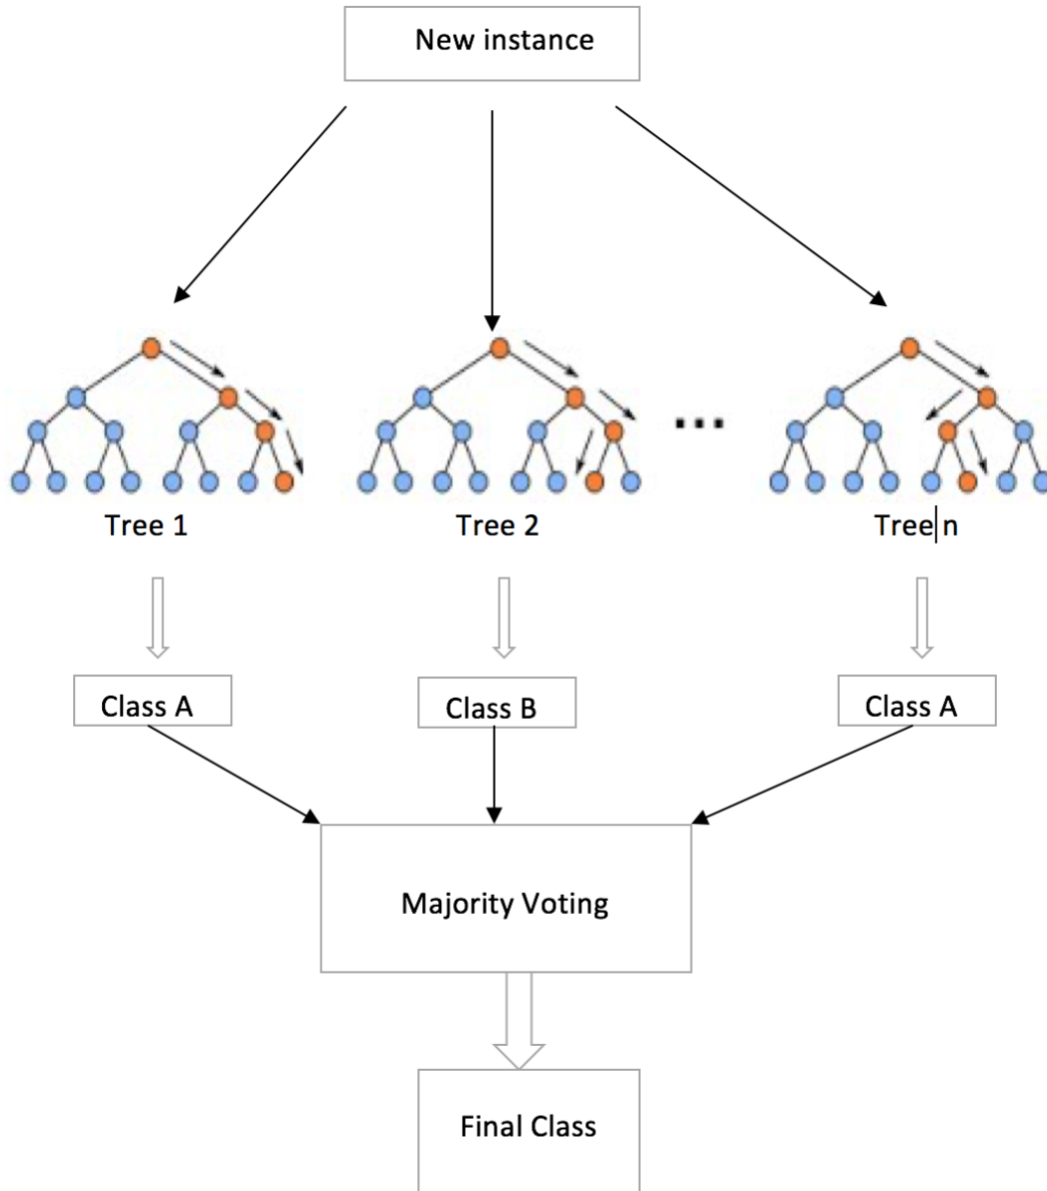 New instance
Tree 1
Tree 2
...
Tree n
Class A
Class B
Class A
Majority Voting
Final Class